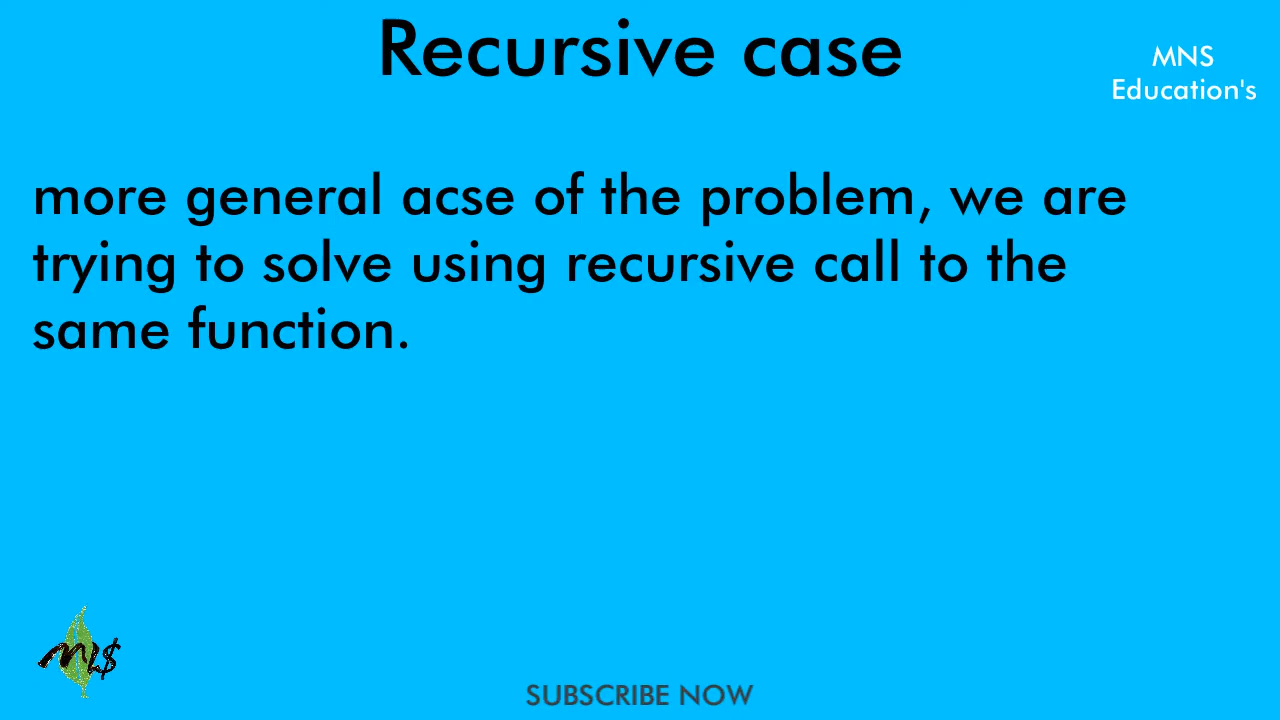 Recursive case
MNS
Education's
more general acse of the problem, we are
trying to solve using recursive call to the
same function.
SUBSCRIBE NOW